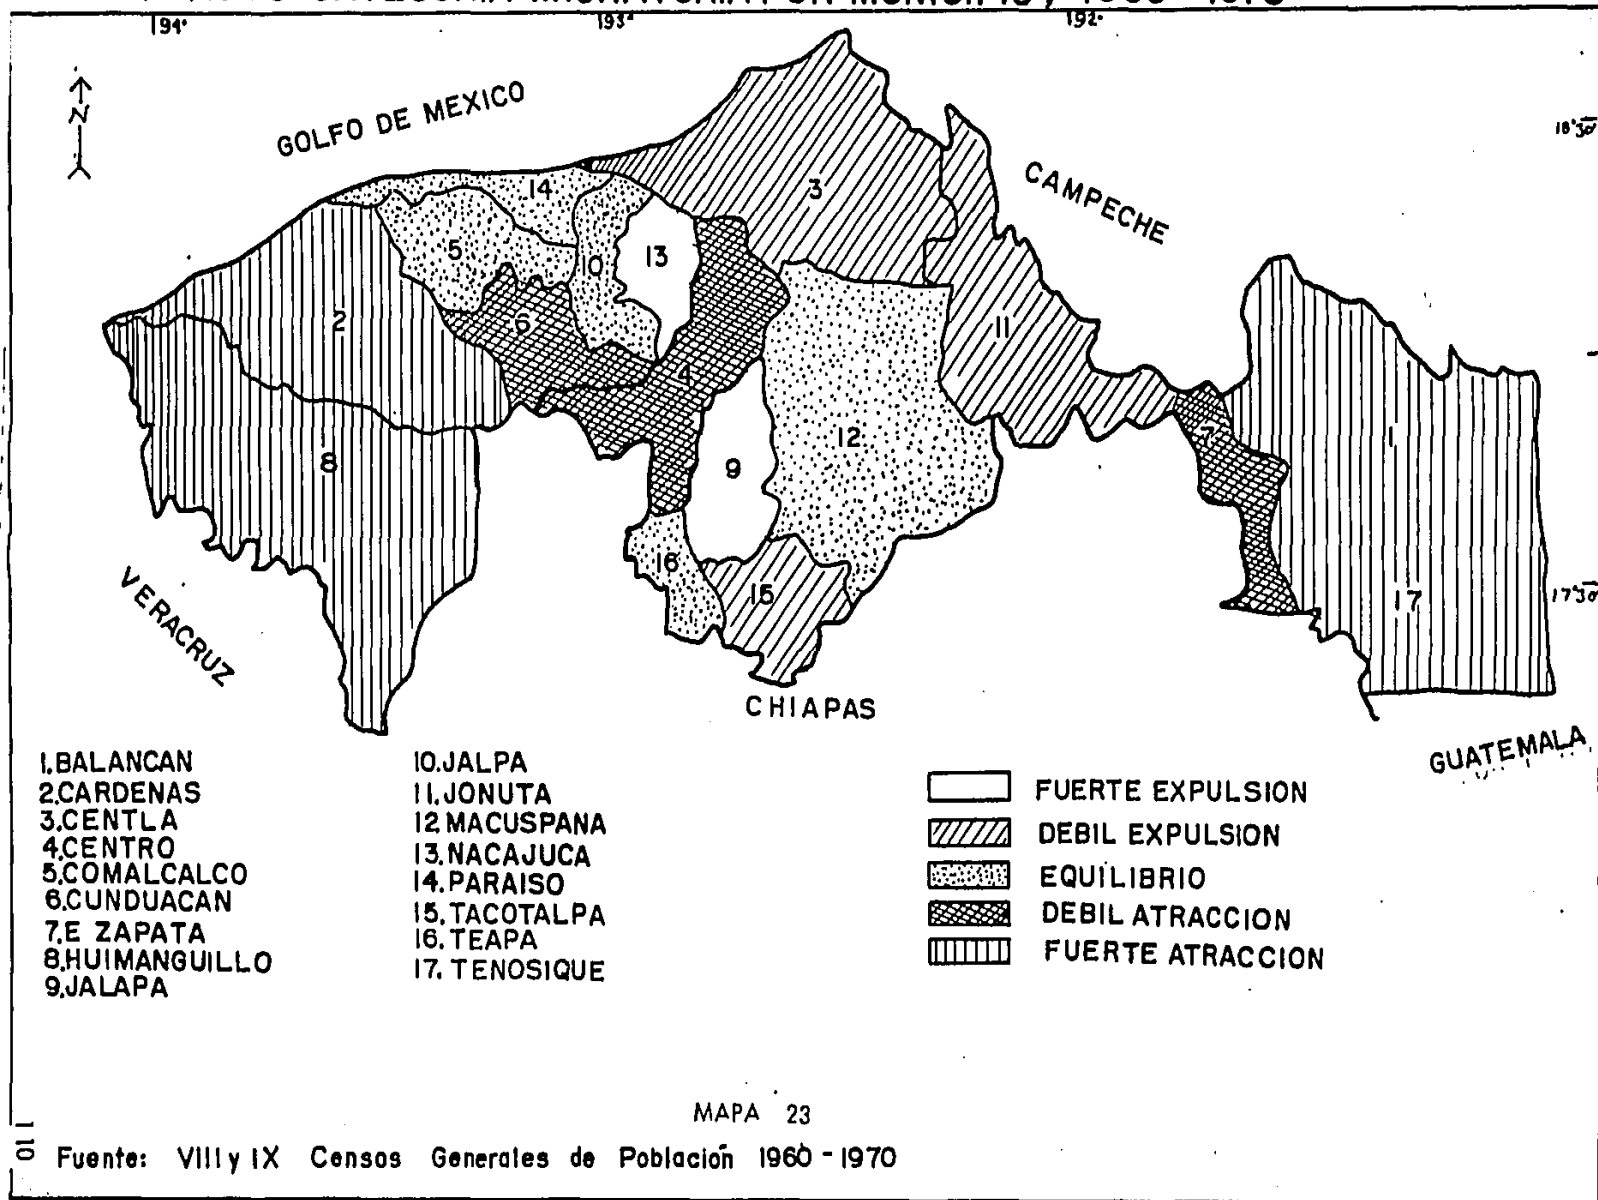 194°
193°
192°
N
GOLFO DE MEXICO
18°30'
CAMPECHE
14
3
5
10
13
2
6
11
4
7
1
12
8
9
16
15
17
17°30'
VERACRUZ
CHIAPAS
GUATEMALA
1.BALANCAN
2.CARDENAS
3.CENTLA
4.CENTRO
5.COMALCALCO
6.CUNDUACAN
7.E ZAPATA
8.HUIMANGUILLO
9.JALAPA
10.JALPA
11.JONUTA
12 MACUSPANA
13.NACAJUCA
14.PARAISO
15.TACOTALPA
16. TEAPA
17. TENOSIQUE
FUERTE EXPULSION
DEBIL EXPULSION
EQUILIBRIO
DEBIL ATRACCION
FUERTE ATRACCION
MAPA 23
110
Fuente: VIII y IX Censos Generales de Población 1960 - 1970